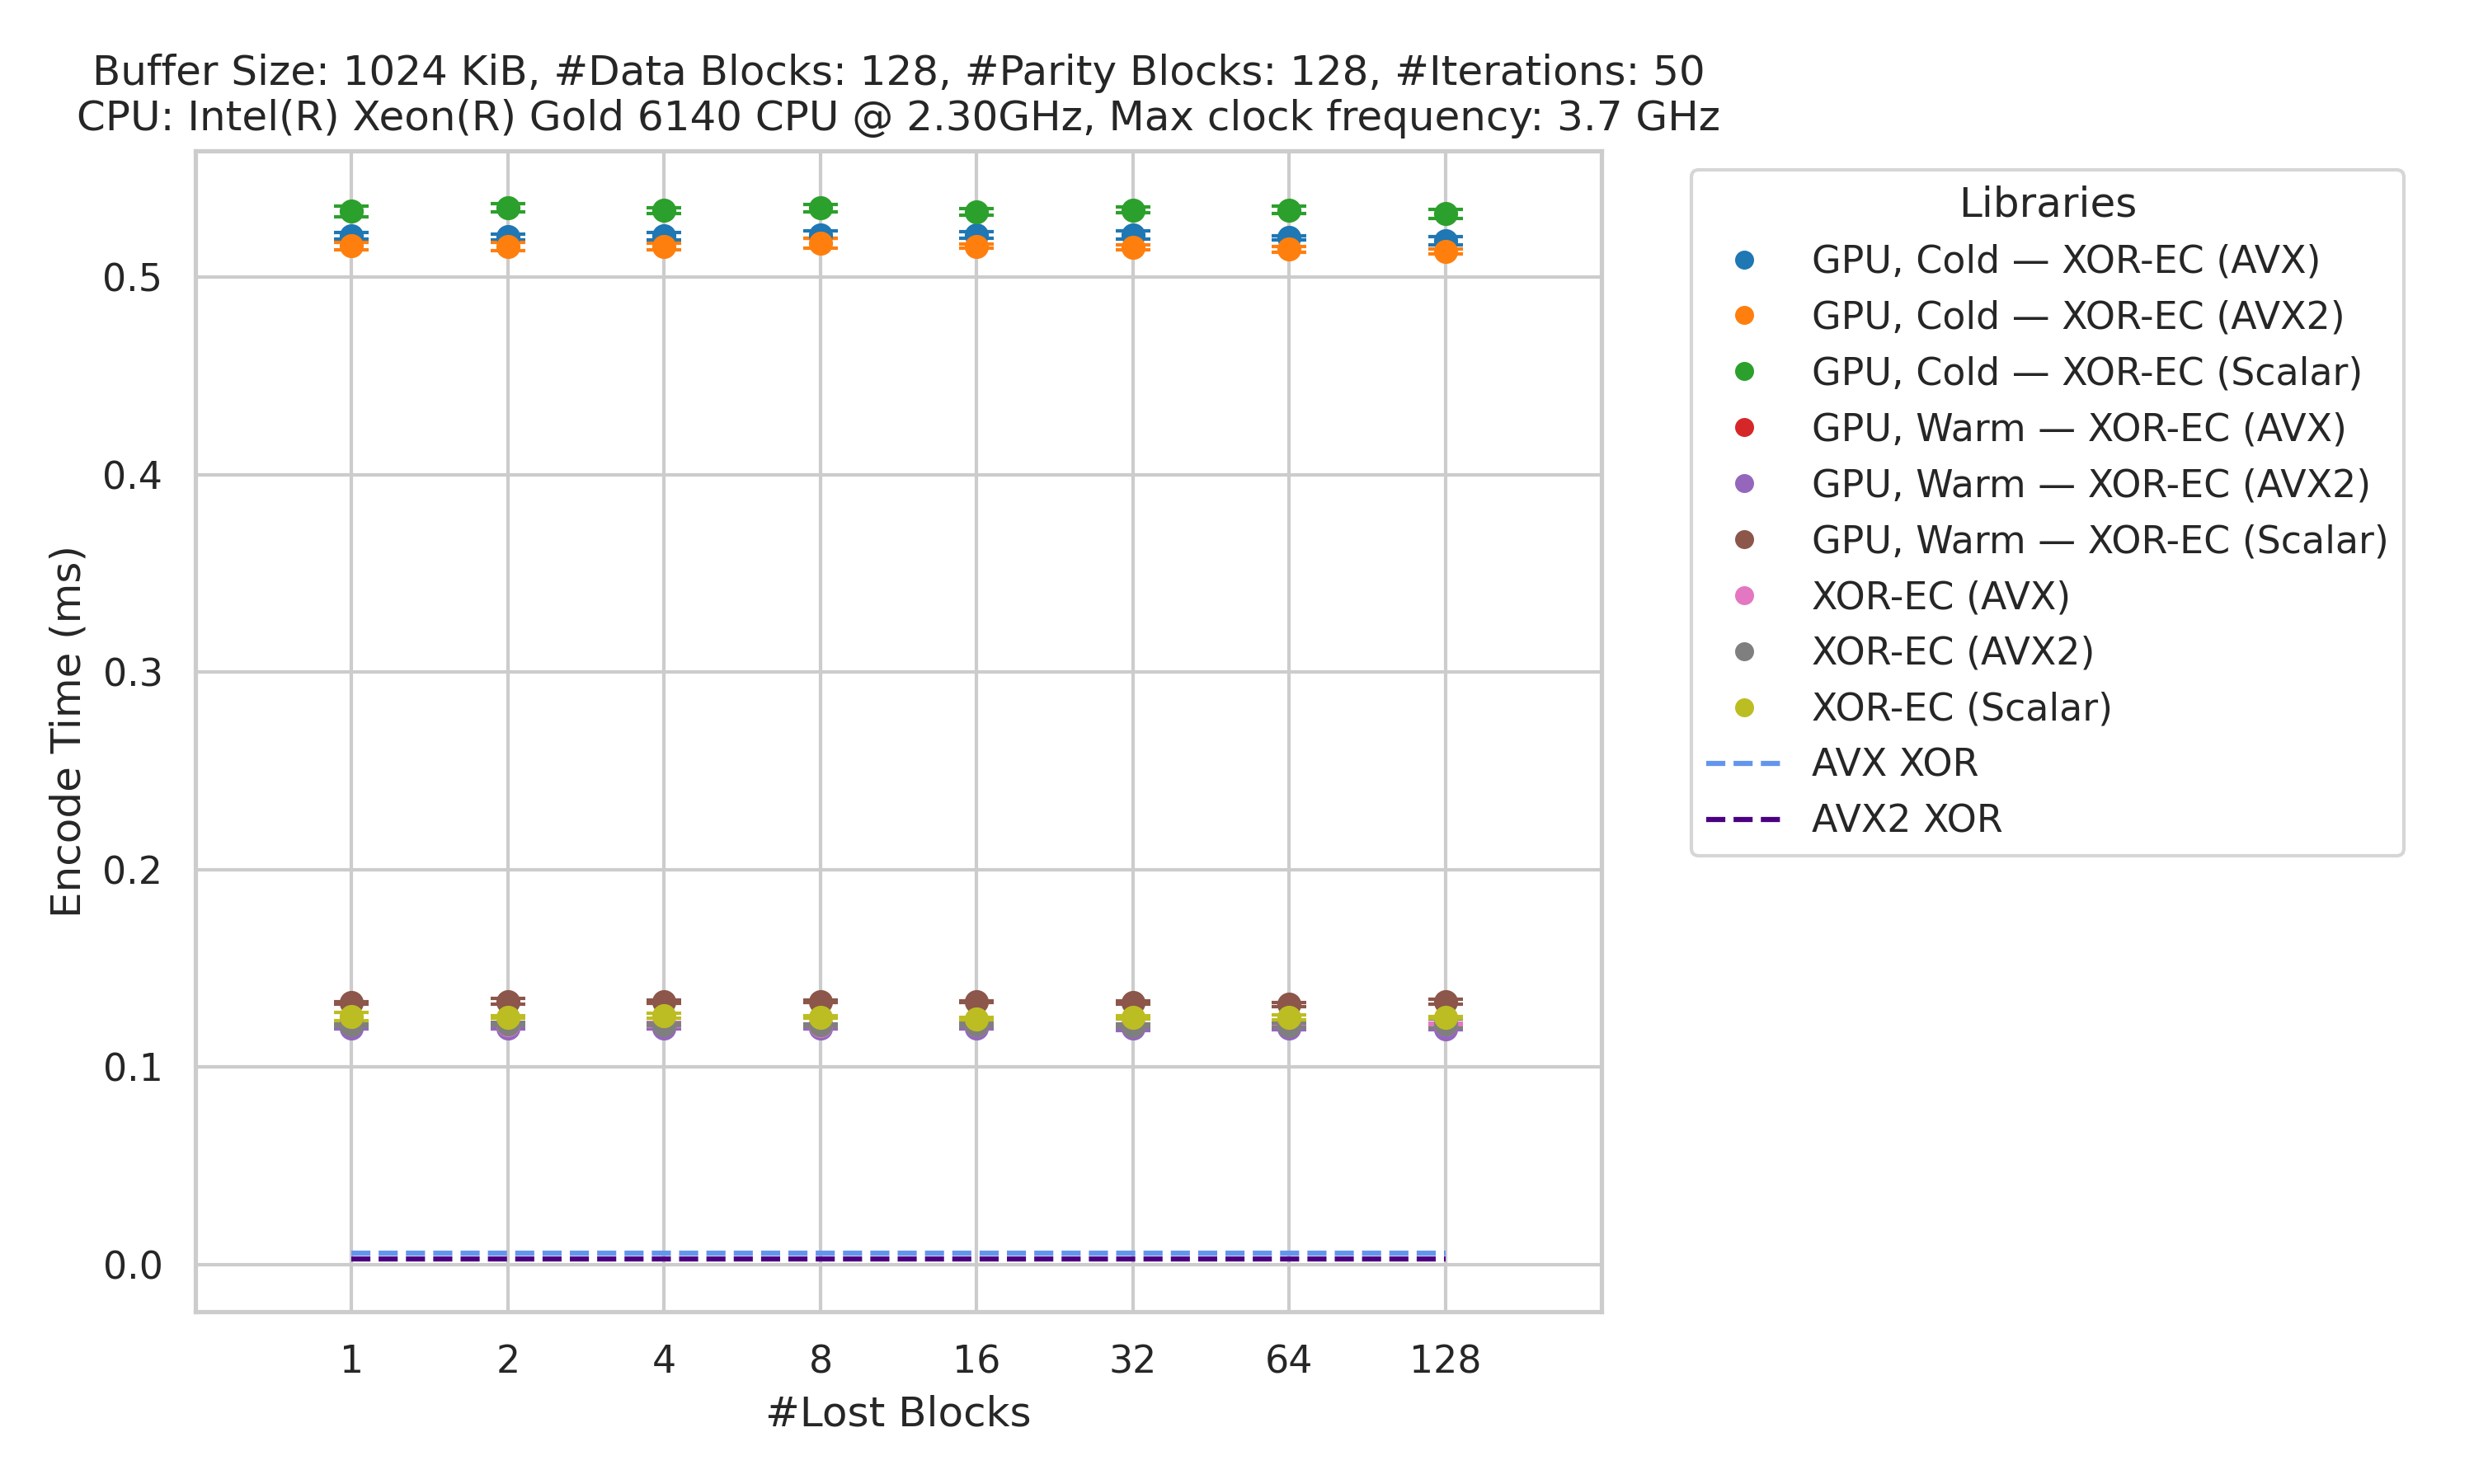 Buffer Size: 1024 KiB, #Data Blocks: 128, #Parity Blocks: 128, #Iterations: 50
CPU: Intel(R) Xeon(R) Gold 6140 CPU @ 2.30GHz, Max clock frequency: 3.7 GHz
Encode Time (ms)
0.5
0.4
0.3
0.2
0.1
0.0
1 2 4 8 16 32 64 128
#Lost Blocks
Libraries
GPU, Cold — XOR-EC (AVX)
GPU, Cold — XOR-EC (AVX2)
GPU, Cold — XOR-EC (Scalar)
GPU, Warm — XOR-EC (AVX)
GPU, Warm — XOR-EC (AVX2)
GPU, Warm — XOR-EC (Scalar)
XOR-EC (AVX)
XOR-EC (AVX2)
XOR-EC (Scalar)
AVX XOR
AVX2 XOR